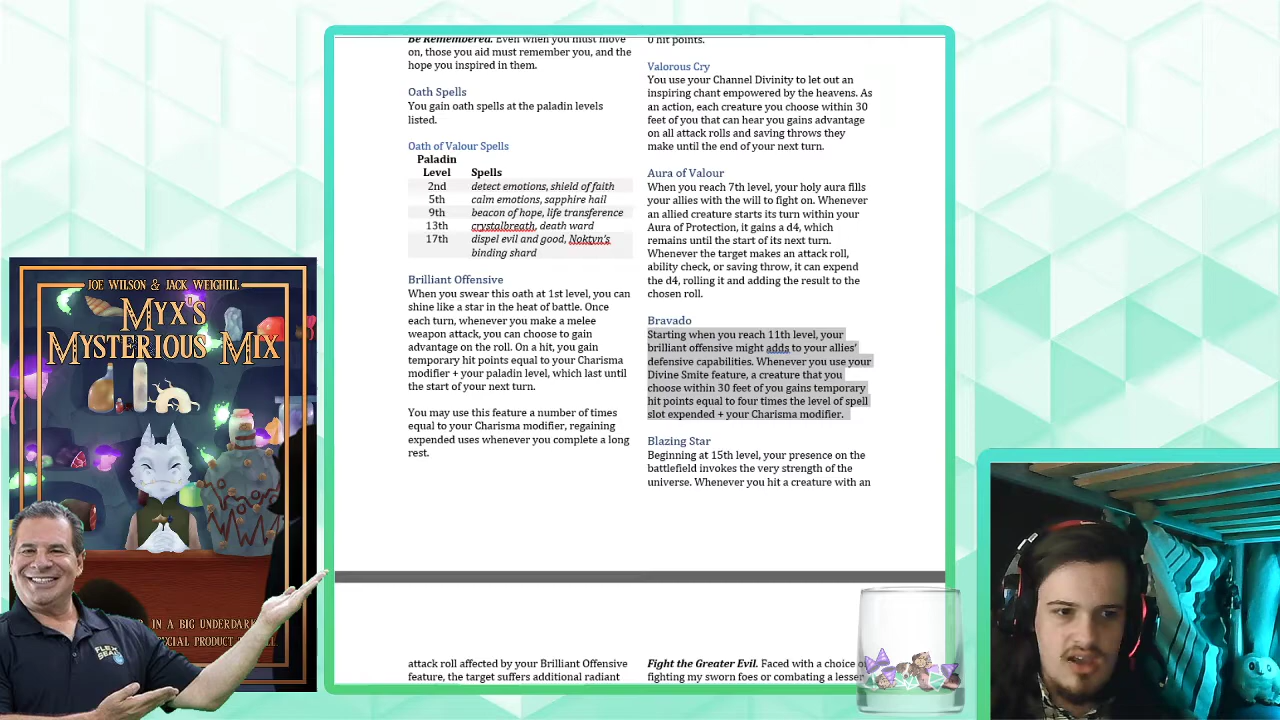 JOE WILSON & JACK WEIGHILL
MYX'S
MYSTERIOUS MIX
IN A BIG UNDERDARK
FLEX
SEAL
Be Remembered. Even when you must move
on, those you aid must remember you, and the
hope you inspired in them.
Oath Spells
You gain oath spells at the paladin levels
listed.
Oath of Valour Spells
Paladin
Level Spells
2nd detect emotions, shield of faith
5th calm emotions, sapphire hail
9th beacon of hope, life transference
13th crystalbreath, death ward
17th dispel evil and good, Noktyn's
binding shard
Brilliant Offensive
When you swear this oath at 1st level, you can
shine like a star in the heat of battle. Once
each turn, whenever you make a melee
weapon attack, you can choose to gain
advantage on the roll. On a hit, you gain
temporary hit points equal to your Charisma
modifier + your paladin level, which last until
the start of your next turn.
You may use this feature a number of times
equal to your Charisma modifier, regaining
expended uses whenever you complete a long
rest.
0 hit points.
Valorous Cry
You use your Channel Divinity to let out an
inspiring chant empowered by the heavens. As
an action, each creature you choose within 30
feet of you that can hear you gains advantage
on all attack rolls and saving throws they
make until the end of your next turn.
Aura of Valour
When you reach 7th level, your holy aura fills
your allies with the will to fight on. Whenever
an allied creature starts its turn within your
Aura of Protection, it gains a d4, which
remains until the start of its next turn.
Whenever the target makes an attack roll,
ability check, or saving throw, it can expend
the d4, rolling it and adding the result to the
chosen roll.
Bravado
Starting when you reach 11th level, your
brilliant offensive might adds to your allies'
defensive capabilities. Whenever you use your
Divine Smite feature, a creature that you
choose within 30 feet of you gains temporary
hit points equal to four times the level of spell
slot expended + your Charisma modifier.
Blazing Star
Beginning at 15th level, your presence on the
battlefield invokes the very strength of the
universe. Whenever you hit a creature with an
attack roll affected by your Brilliant Offensive
feature, the target suffers additional radiant
Fight the Greater Evil. Faced with a choice
fighting my sworn foes or combating a lesser